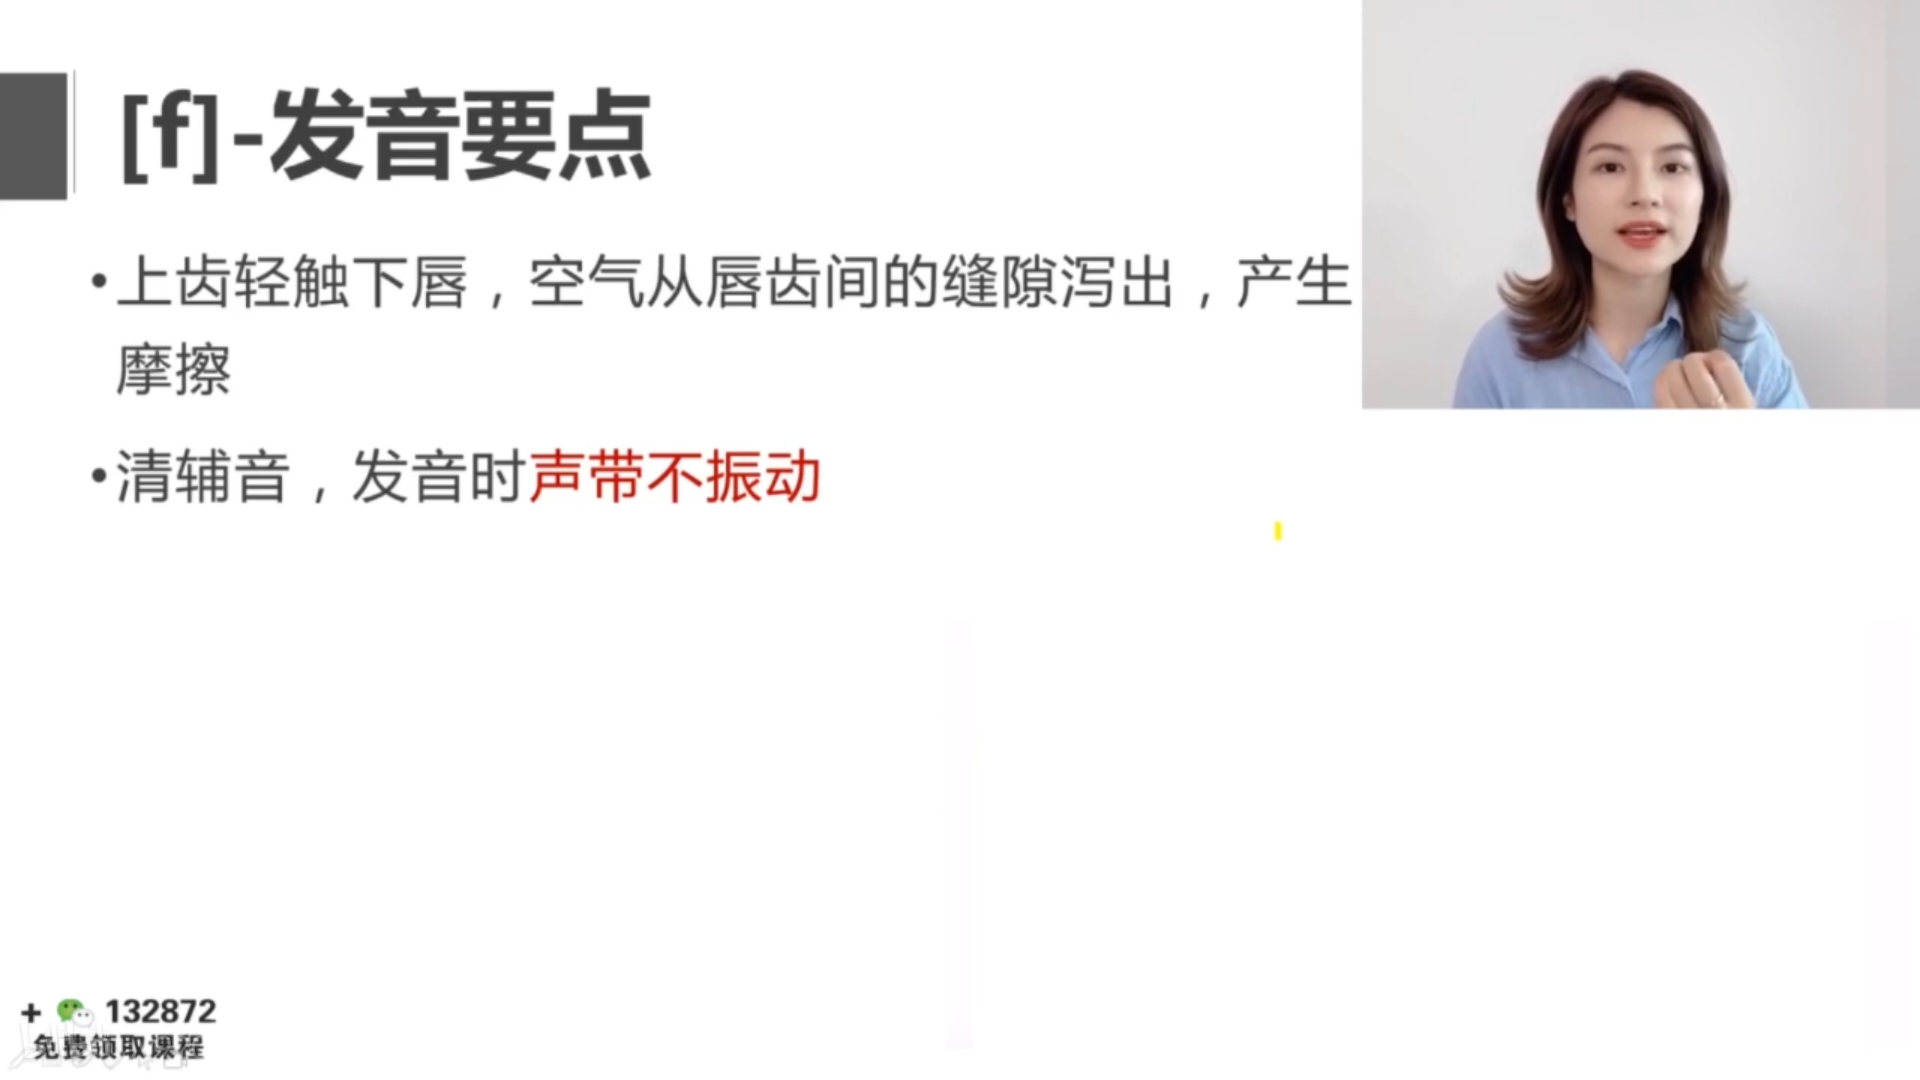 [f]-发音要点
•上齿轻触下唇，空气从唇齿间的缝隙泻出，产生
摩擦
•清辅音，发音时声带不振动
+ 132872
免费领取课程